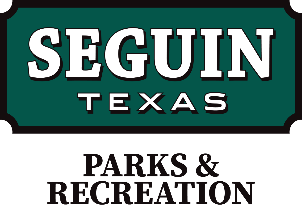 SEGUIN
TEXAS
PARKS &
RECREATION